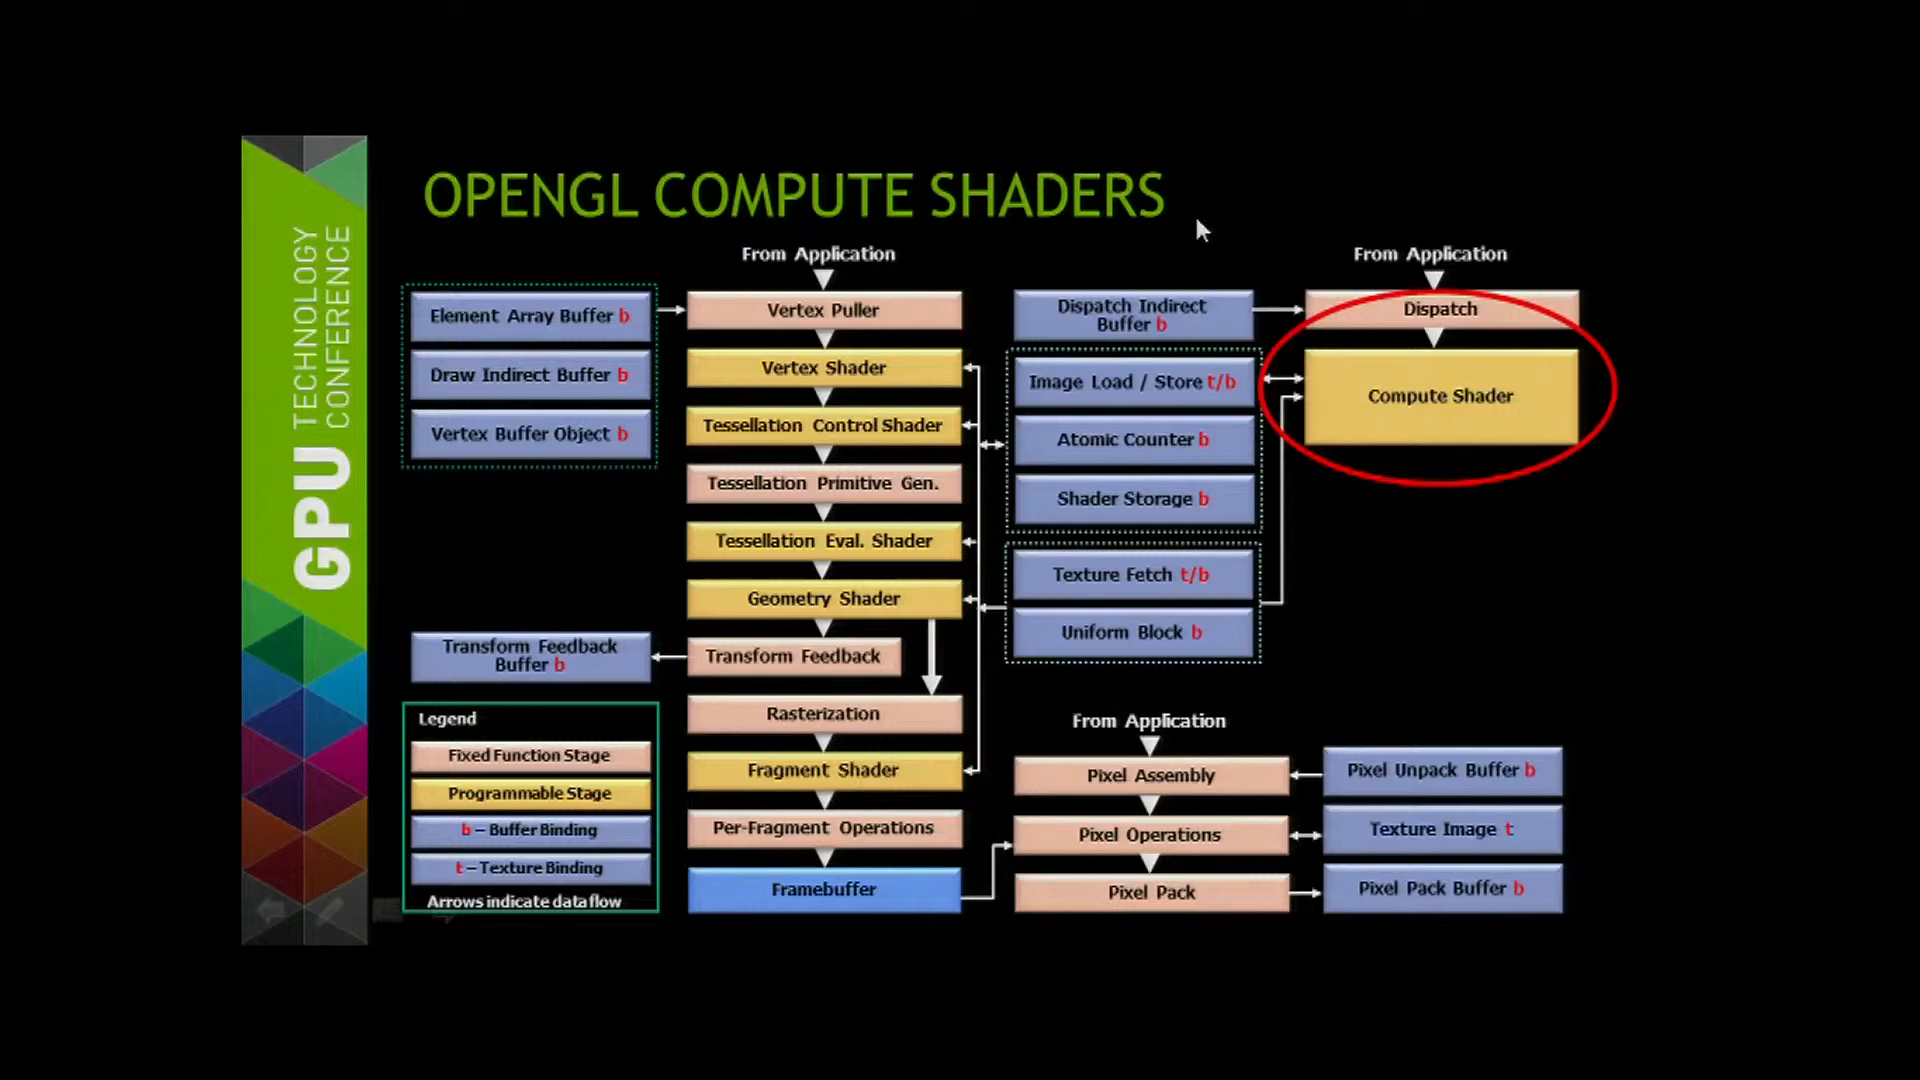 GPU TECHNOLOGY
CONFERENCE
OPENGL COMPUTE SHADERS
From Application
Element Array Buffer b
Draw Indirect Buffer b
Vertex Buffer Object b
Vertex Puller
Vertex Shader
Tessellation Control Shader
Tessellation Primitive Gen.
Tessellation Eval. Shader
Geometry Shader
Transform Feedback
Transform Feedback
Buffer b
Rasterization
Fragment Shader
Per-Fragment Operations
Framebuffer
Legend
Fixed Function Stage
Programmable Stage
b – Buffer Binding
t – Texture Binding
Arrows indicate data flow
From Application
Dispatch Indirect
Buffer b
Dispatch
Compute Shader
Image Load / Store t/b
Atomic Counter b
Shader Storage b
Texture Fetch t/b
Uniform Block b
From Application
Pixel Assembly
Pixel Operations
Pixel Pack
Pixel Unpack Buffer b
Texture Image t
Pixel Pack Buffer b